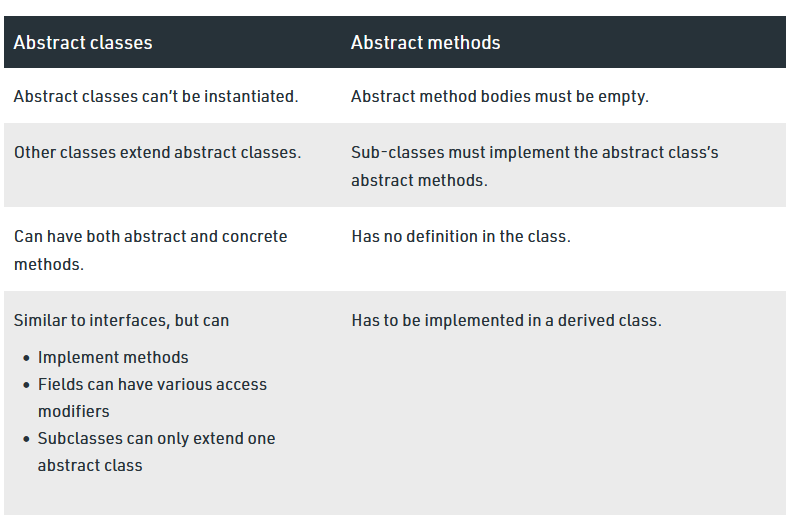 Abstract classes
Abstract methods
Abstract classes can’t be instantiated.
Abstract method bodies must be empty.
Other classes extend abstract classes.
Sub-classes must implement the abstract class’s
abstract methods.
Can have both abstract and concrete
methods.
Has no definition in the class.
Similar to interfaces, but can
• Implement methods
• Fields can have various access
modifiers
• Subclasses can only extend one
abstract class
Has to be implemented in a derived class.